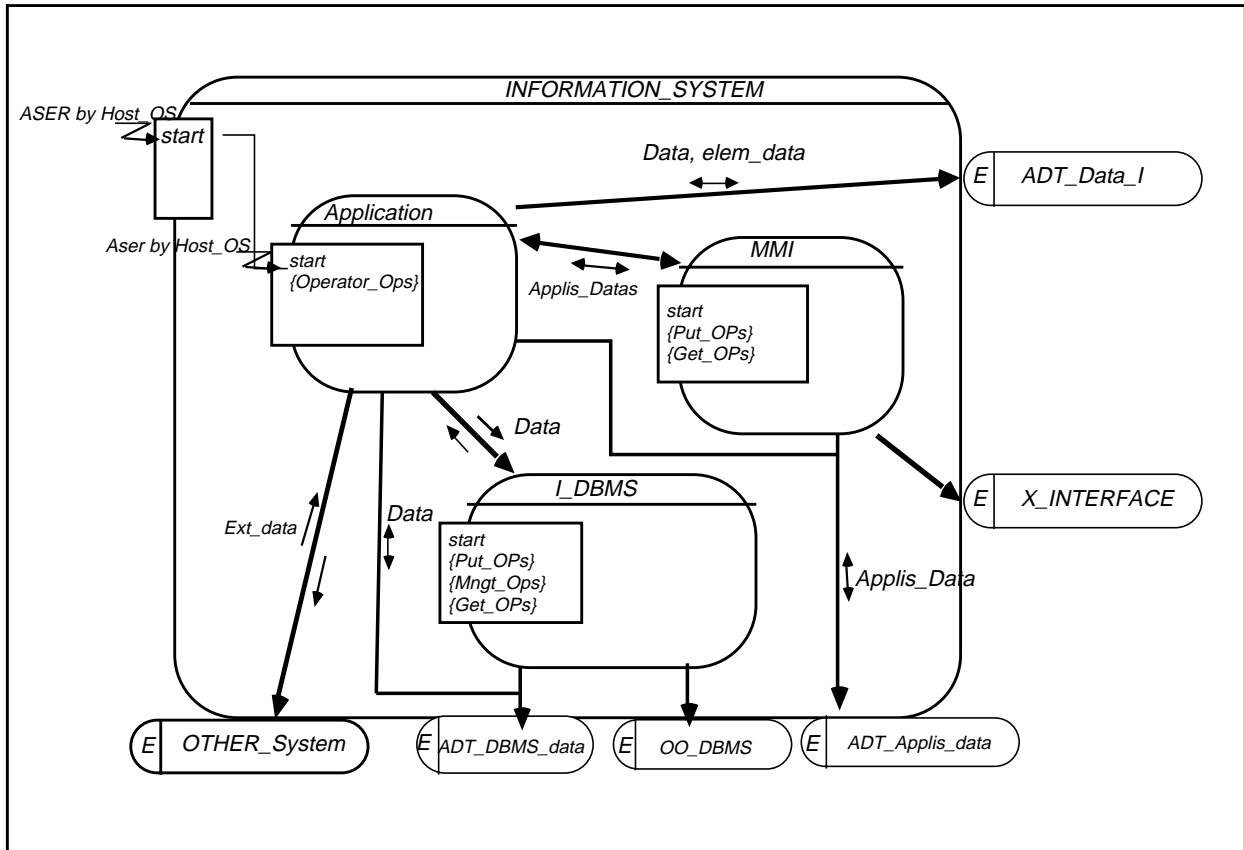 INFORMATION_SYSTEM
ASER by Host_OS
start
Data, elem_data
E ADT_Data_I
Application
Aser by Host_OS
start
{Operator_Ops}
MMI
Applis_Datas
start
{Put_OPs}
{Get_OPs}
Data
I_DBMS
E X_INTERFACE
Ext_data
Data
start
{Put_OPs}
{Mngt_Ops}
{Get_OPs}
Applis_Data
E OTHER_System
E ADT_DBMS_data
E OO_DBMS
E ADT_Applis_data